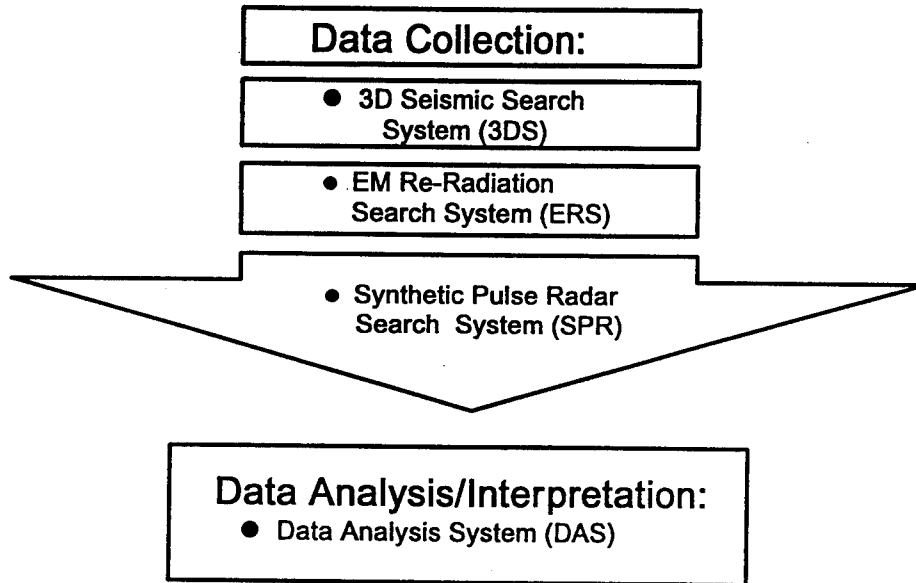 Data Collection:
● 3D Seismic Search
System (3DS)
● EM Re-Radiation
Search System (ERS)
● Synthetic Pulse Radar
Search System (SPR)
Data Analysis/Interpretation:
● Data Analysis System (DAS)